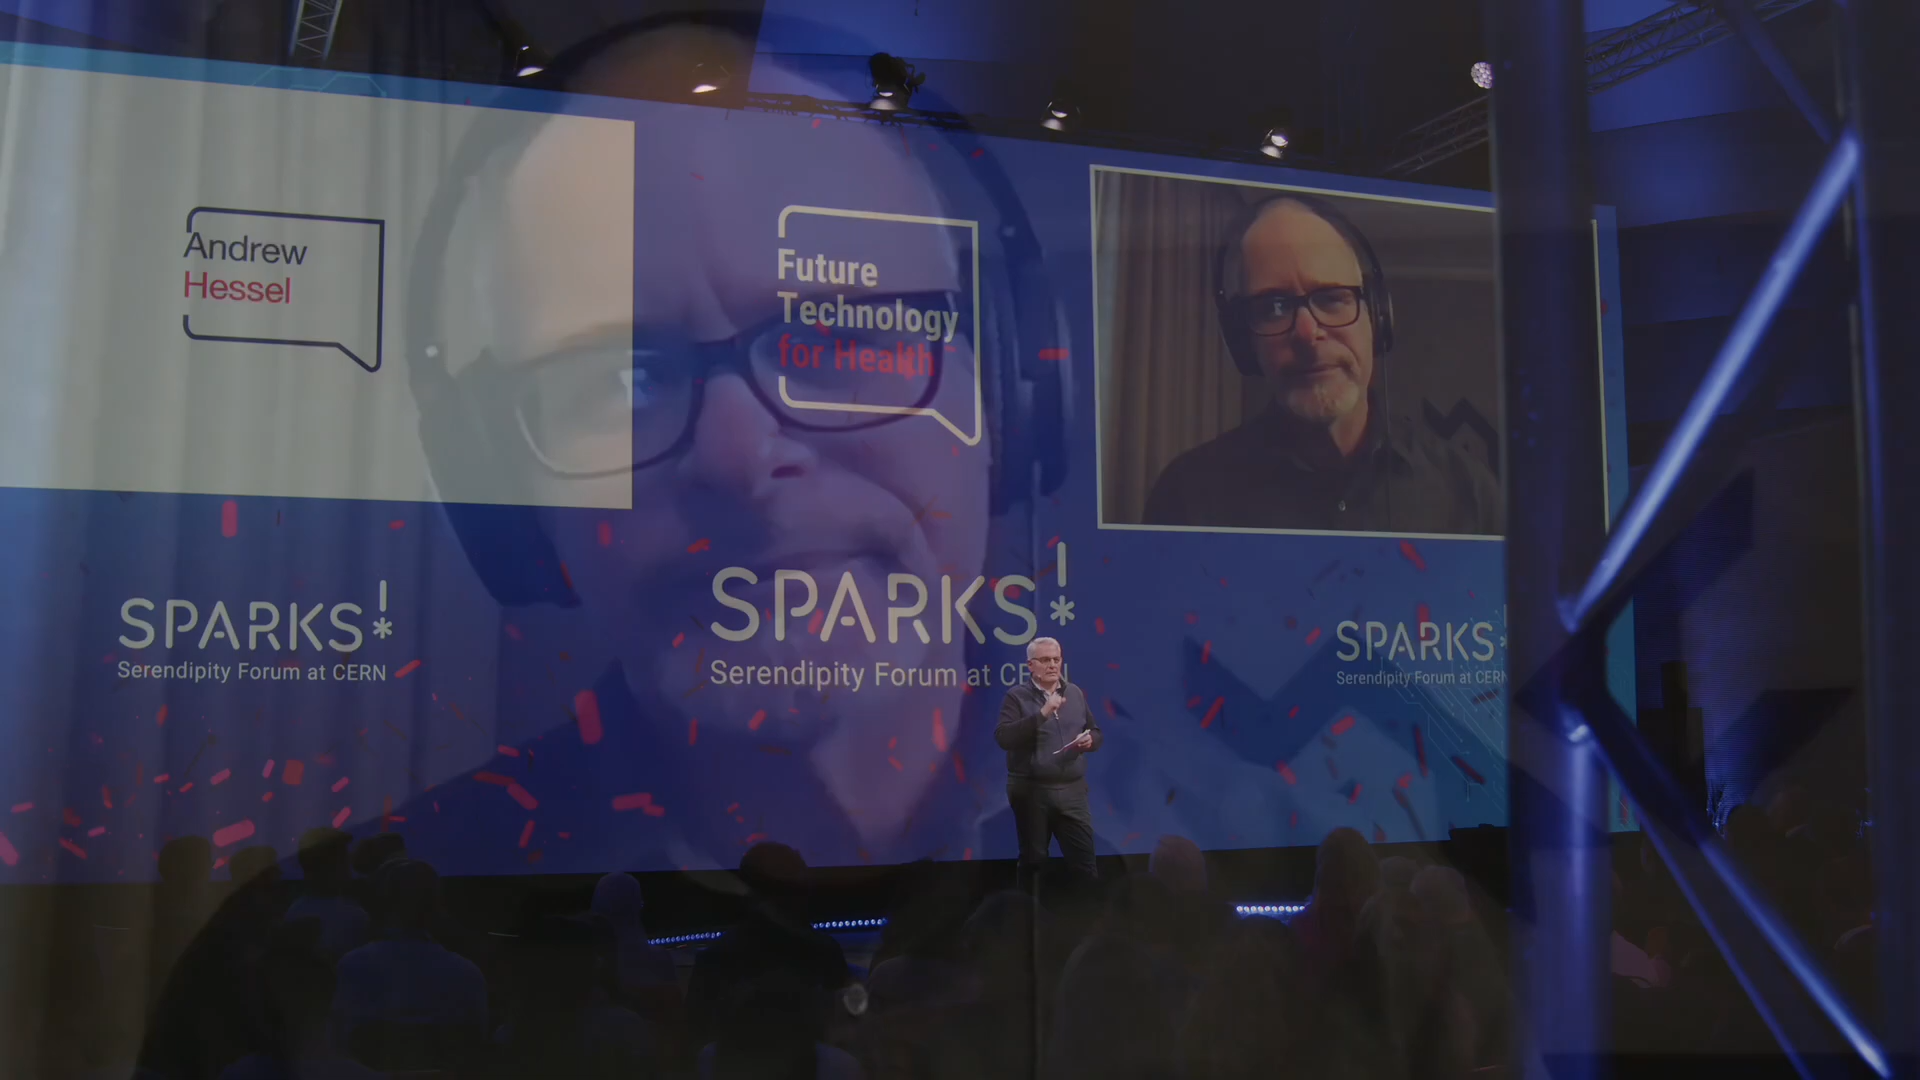 Andrew
Hessel
Future
Technology
for Health
SPARKS!
Serendipity Forum at CERN
SPARKS!
Serendipity Forum at CERN
SPARKS!
Serendipity Forum at CERN